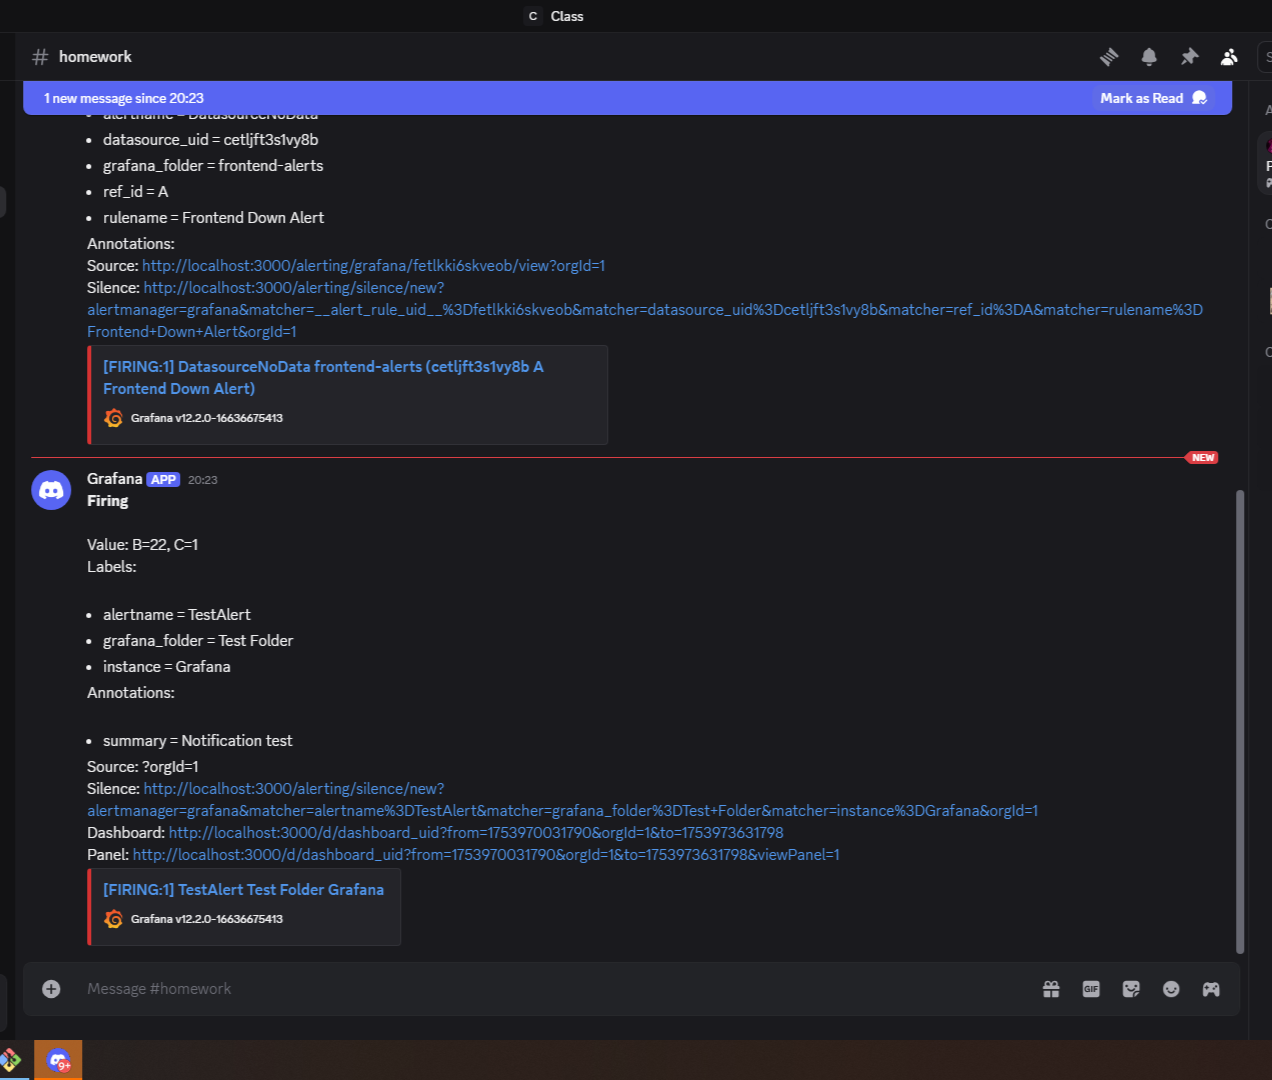 C Class
# homework
1 new message since 20:23 Mark as Read
alertname = DatasourceNoData
datasource_uid = cetljft3s1vy8b
grafana_folder = frontend-alerts
ref_id = A
rulename = Frontend Down Alert
Annotations:
Source: http://localhost:3000/alerting/grafana/fetlkki6skveob/view?orgId=1
Silence: http://localhost:3000/alerting/silence/new?
alertmanager=grafana&matcher=__alert_rule_uid__%3Dfetlkki6skveob&matcher=datasource_uid%3Dcetljft3s1vy8b&matcher=ref_id%3DA&matcher=rulename%3D
Frontend+Down+Alert&orgId=1
[FIRING:1] DatasourceNoData frontend-alerts (cetljft3s1vy8b A
Frontend Down Alert)
Grafana v12.2.0-16636675413
NEW
Grafana APP 20:23
Firing
Value: B=22, C=1
Labels:
alertname = TestAlert
grafana_folder = Test Folder
instance = Grafana
Annotations:
summary = Notification test
Source: ?orgId=1
Silence: http://localhost:3000/alerting/silence/new?
alertmanager=grafana&matcher=alertname%3DTestAlert&matcher=grafana_folder%3DTest+Folder&matcher=instance%3DGrafana&orgId=1
Dashboard: http://localhost:3000/d/dashboard_uid?from=1753970031790&orgId=1&to=1753973631798
Panel: http://localhost:3000/d/dashboard_uid?from=1753970031790&orgId=1&to=1753973631798&viewPanel=1
[FIRING:1] TestAlert Test Folder Grafana
Grafana v12.2.0-16636675413
Message #homework
GIF
9+